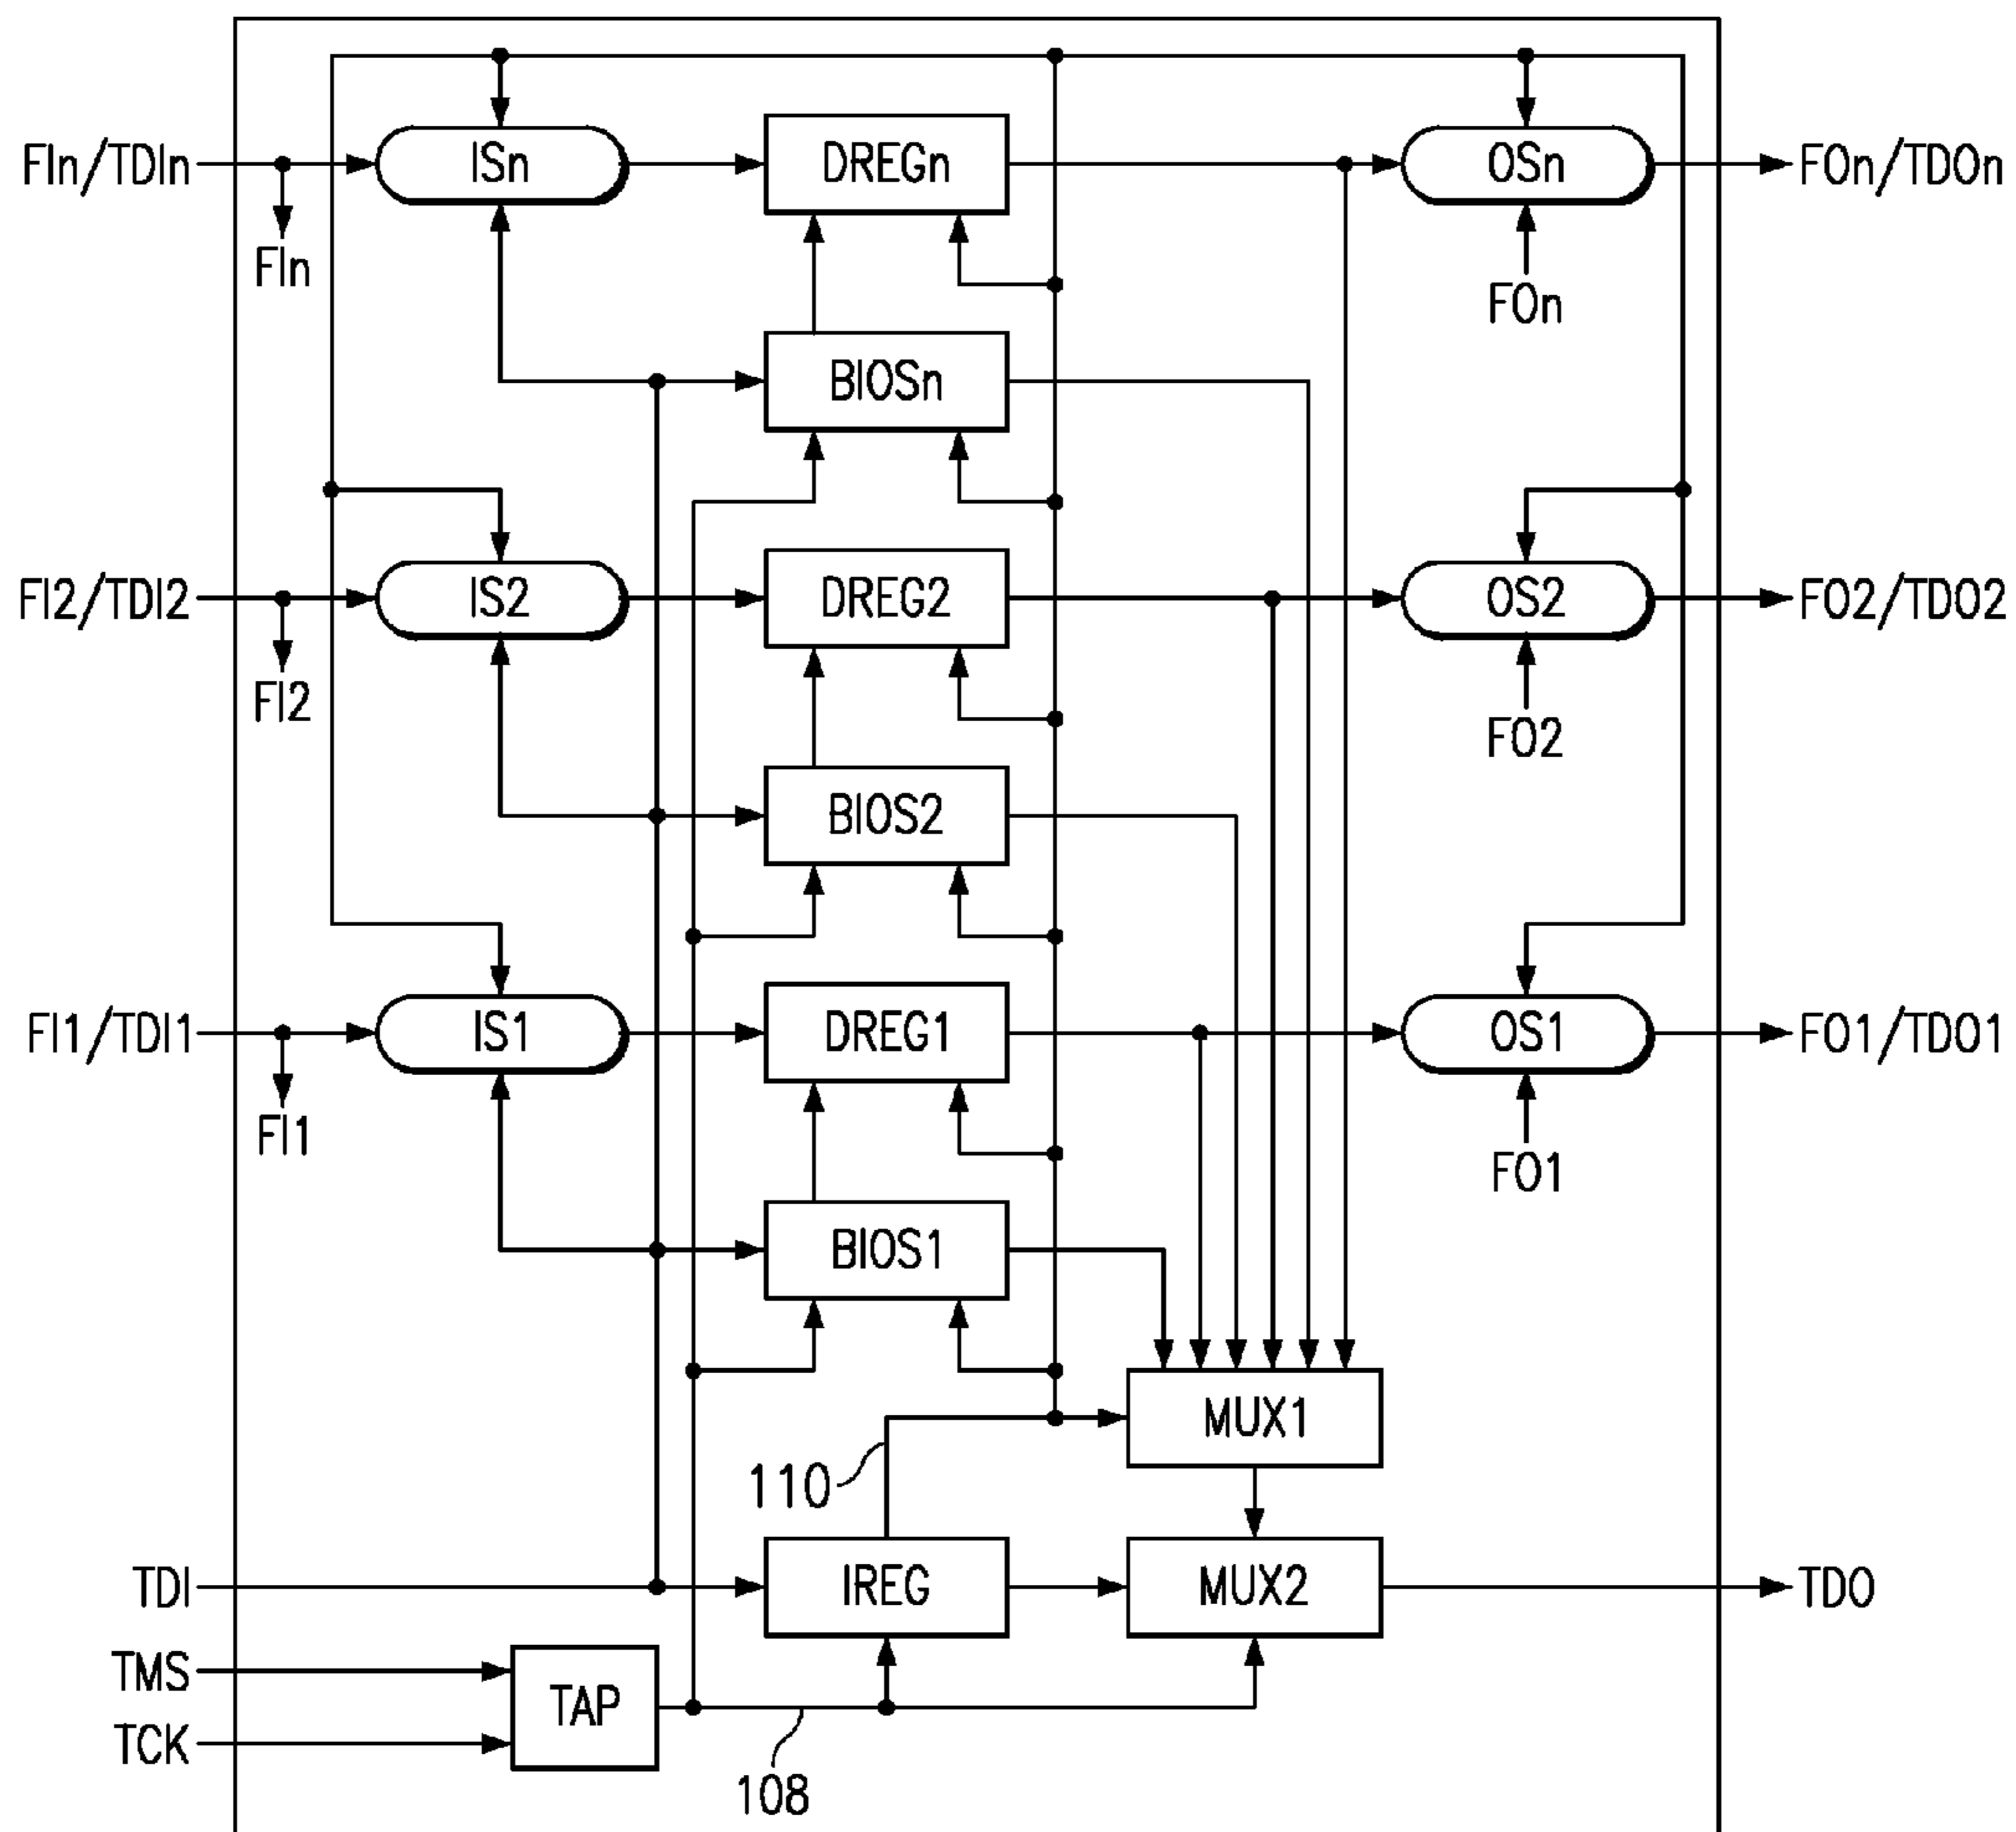 FIn/TDIn
ISn
DREGn
OSn
FOn/TDOn
FIn
FOn
BIOSn
FI2/TDI2
IS2
DREG2
OS2
FO2/TDO2
FI2
FO2
BIOS2
FI1/TDI1
IS1
DREG1
OS1
FO1/TDO1
FI1
FO1
BIOS1
MUX1
110
TDI
IREG
MUX2
TDO
TMS
TAP
TCK
108